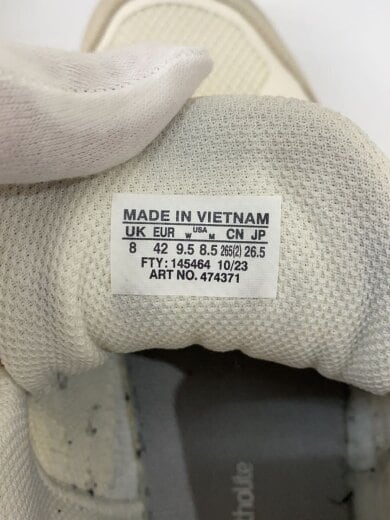 MADE IN VIETNAM
UK EUR W USA M CN JP
8 42 9.5 8.5 265(2) 26.5
FTY: 145464 10/23
ART NO. 474371